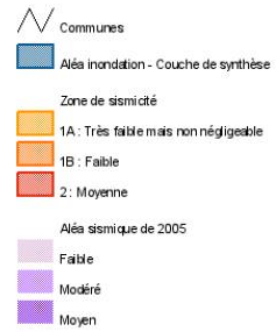 Communes
Aléa inondation - Couche de synthèse
Zone de sismicité
1A : Très faible mais non négligeable
1B : Faible
2 : Moyenne
Aléa sismique de 2005
Faible
Modéré
Moyen